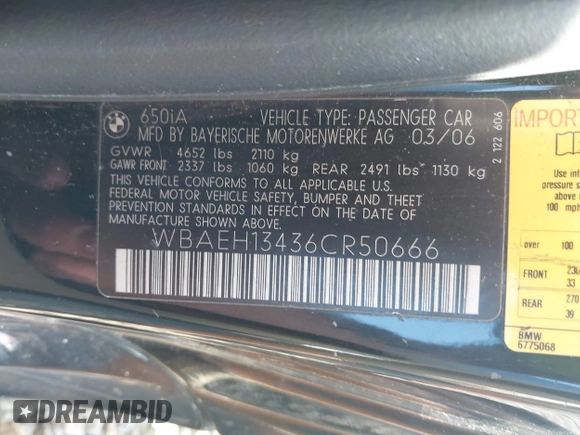 650iA VEHICLE TYPE: PASSENGER CAR
MFD BY BAYERISCHE MOTORENWERKE AG 03/06
GVWR 4652 lbs 2110 kg
GAWR FRONT 2337 lbs 1060 kg REAR 2491 lbs 1130 kg
THIS VEHICLE CONFORMS TO ALL APPLICABLE U.S.
FEDERAL MOTOR VEHICLE SAFETY, BUMPER AND THEFT
PREVENTION STANDARDS IN EFFECT ON THE DATE OF
MANUFACTURE SHOWN ABOVE.
WBAEH13436CR50666
2 122 606
IMPORT
Use inf
pressure s
above
100 mph
over 100
FRONT
33
REAR 270
39
BMW
6775068
DREAMBID